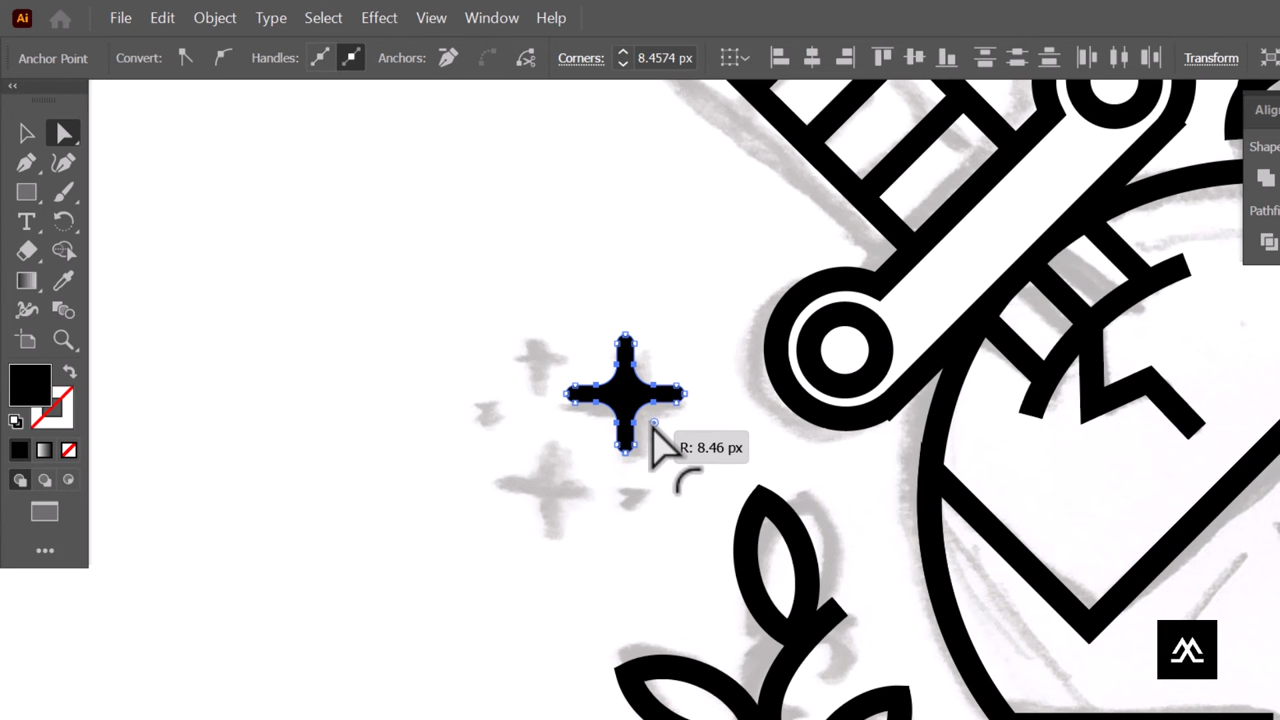 Ai File Edit Object Type Select Effect View Window Help
Anchor Point Convert: Handles: Anchors: Corners: 8.4574 px Transform
Align
Shape
Pathfi
R: 8.46 px